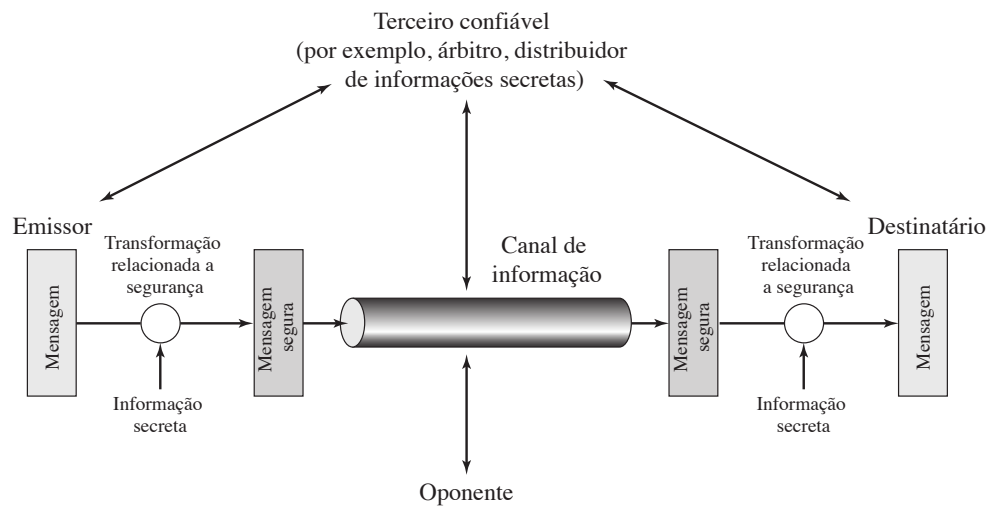 Terceiro confiável
(por exemplo, árbitro, distribuidor
de informações secretas)
Emissor
Mensagem
Transformação
relacionada a
segurança
Informação
secreta
Mensagem
segura
Canal de
informação
Oponente
Mensagem
segura
Transformação
relacionada
a segurança
Informação
secreta
Destinatário
Mensagem